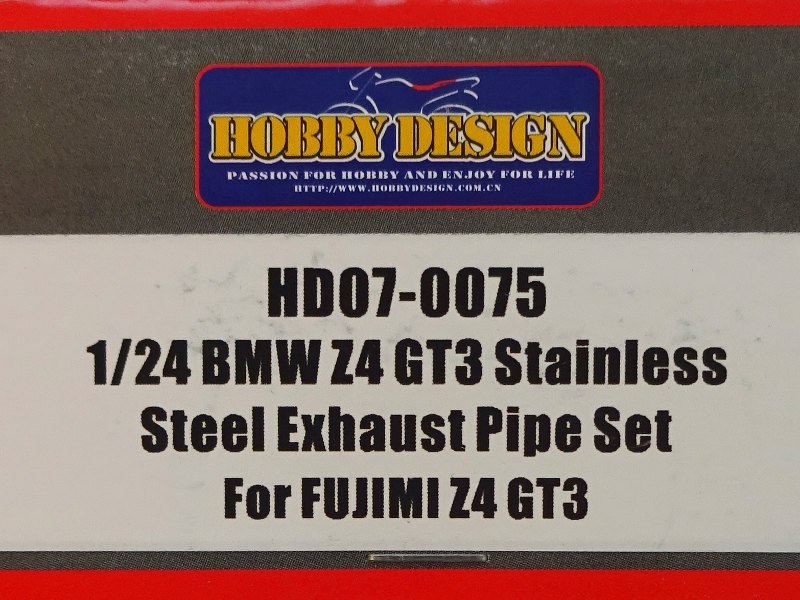 HOBBY DESIGN
PASSION FOR HOBBY AND ENJOY FOR LIFE
HTTP://WWW.HOBBYDESIGN.COM.CN
HD07-0075
1/24 BMW Z4 GT3 Stainless
Steel Exhaust Pipe Set
For FUJIMI Z4 GT3